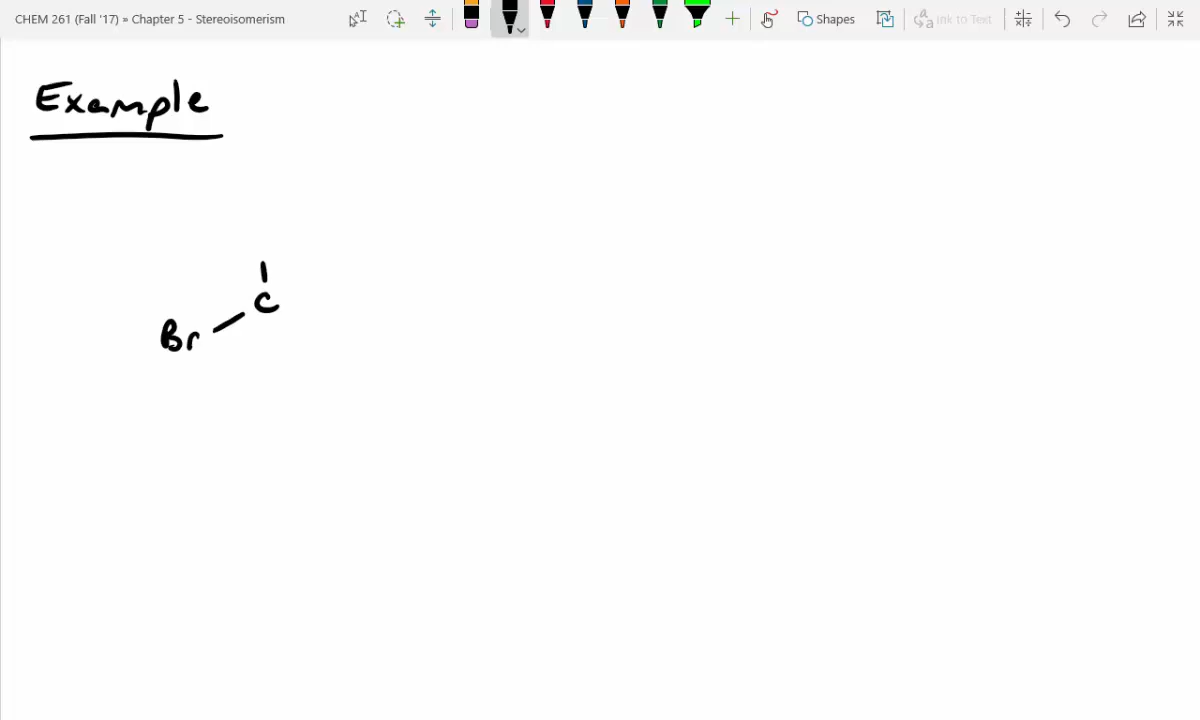 CHEM 261 (Fall '17) » Chapter 5 - Stereoisomerism
Shapes
Ink to Text
Example
C
Br